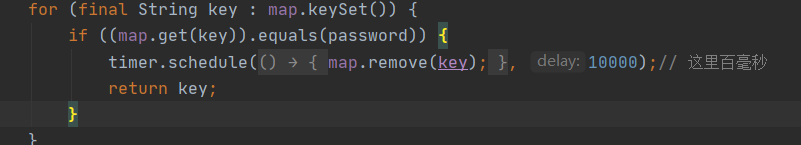 for (final String key : map.keySet()) {
if ((map.get(key)).equals(password)) {
timer.schedule(() → { map.remove(key); }, delay: 10000);// 这里百毫秒
return key;
}
}